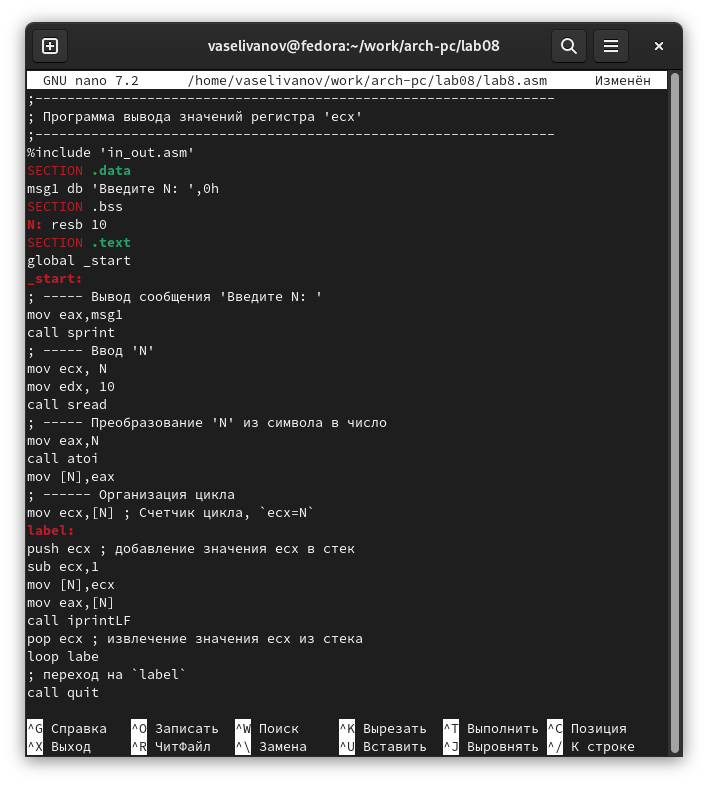 vaselivanov@fedora:~/work/arch-pc/lab08
GNU nano 7.2 /home/vaselivanov/work/arch-pc/lab08/lab8.asm Изменён
;-----------------------------------------------------------------
; Программа вывода значений регистра 'ecx'
;-----------------------------------------------------------------
%include 'in_out.asm'
SECTION .data
msg1 db 'Введите N: ',0h
SECTION .bss
N: resb 10
SECTION .text
global _start
_start:
; ----- Вывод сообщения 'Введите N: '
mov eax,msg1
call sprint
; ----- Ввод 'N'
mov ecx, N
mov edx, 10
call sread
; ----- Преобразование 'N' из символа в число
mov eax,N
call atoi
mov [N],eax
; ------ Организация цикла
mov ecx,[N] ; Счетчик цикла, `ecx=N`
label:
push ecx ; добавление значения ecx в стек
sub ecx,1
mov [N],ecx
mov eax,[N]
call iprintLF
pop ecx ; извлечение значения ecx из стека
loop labe
; переход на `label`
call quit
^G Справка ^O Записать ^W Поиск ^K Вырезать ^T Выполнить ^C Позиция
^X Выход ^R ЧитФайл ^\ Замена ^U Вставить ^J Выровнять ^/ К строке